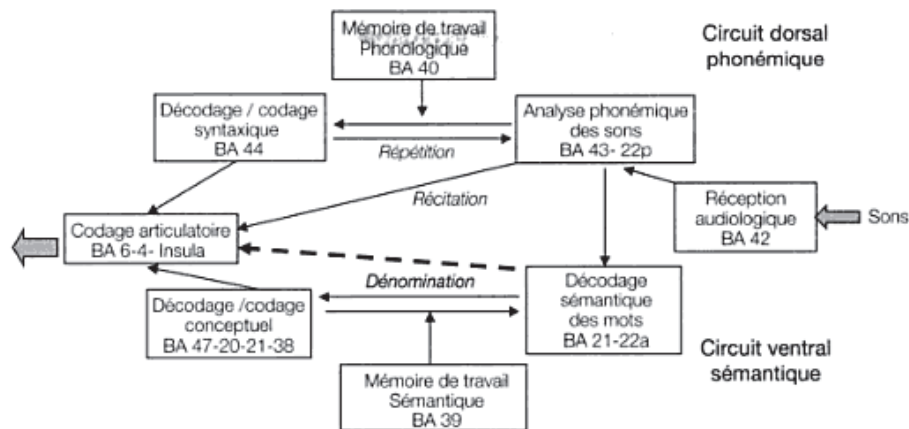 Mémoire de travail
Phonologique
BA 40
Circuit dorsal
phonémique
Décodage / codage
syntaxique
BA 44
Répétition
Analyse phonémique
des sons
BA 43- 22p
Récitation
Réception
audiologique
BA 42
Sons
Codage articulatoire
BA 6-4- Insula
Dénomination
Décodage /codage
conceptuel
BA 47-20-21-38
Décodage
sémantique
des mots
BA 21-22a
Circuit ventral
sémantique
Mémoire de travail
Sémantique
BA 39